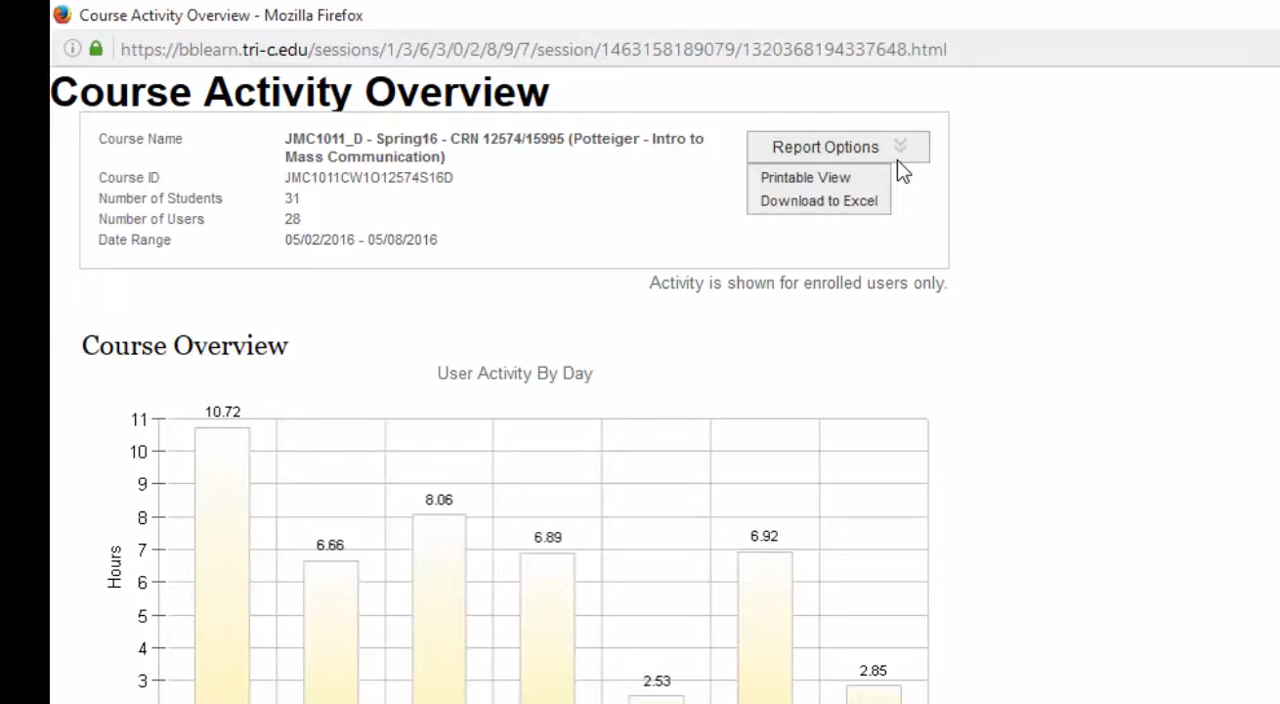 Course Activity Overview - Mozilla Firefox
https://bblearn.tri-c.edu/sessions/1/3/6/3/0/2/8/9/7/session/1463158189079/1320368194337648.html
Course Activity Overview
Course Name JMC1011_D - Spring16 - CRN 12574/15995 (Potteiger - Intro to
Mass Communication)
Course ID JMC1011CW1O12574S16D
Number of Students 31
Number of Users 28
Date Range 05/02/2016 - 05/08/2016
Report Options
Printable View
Download to Excel
Activity is shown for enrolled users only.
Course Overview
User Activity By Day
Hours
11
10
9
8
7
6
5
4
3
10.72
6.66
8.06
6.89
2.53
6.92
2.85